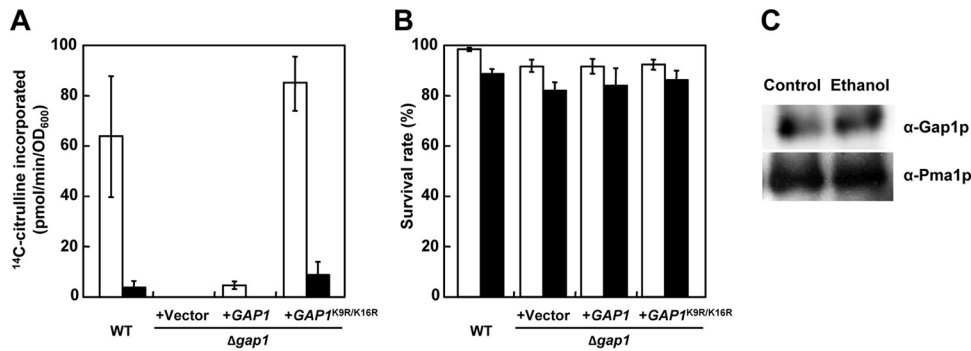 A
¹⁴C-citrulline incorporated
(pmol/min/OD₆₀₀)
100
80
60
40
20
0
WT
+Vector
+GAP1
+GAP1ᴷ⁹ᴿ/ᴷ¹⁶ᴿ
Δgap1
B
Survival rate (%)
100
80
60
40
20
0
WT
+Vector
+GAP1
+GAP1ᴷ⁹ᴿ/ᴷ¹⁶ᴿ
Δgap1
C
Control Ethanol
α-Gap1p
α-Pma1p